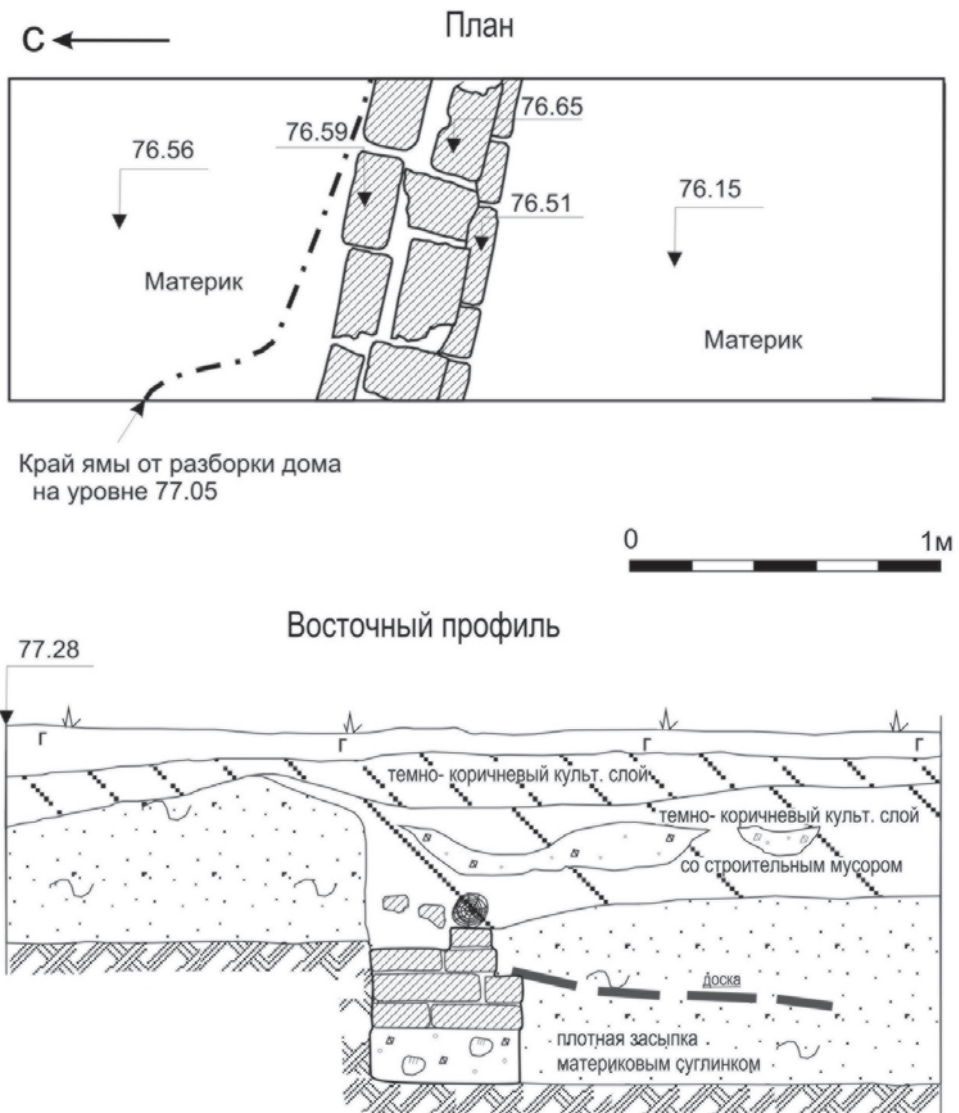 План
С
76.65
76.59
76.56
76.15
76.51
Материк
Материк
Край ямы от разборки дома
на уровне 77.05
0 1м
Восточный профиль
77.28
г г г г
темно- коричневый культ. слой
темно- коричневый культ. слой
со строительным мусором
доска
плотная засыпка
материковым суглинком